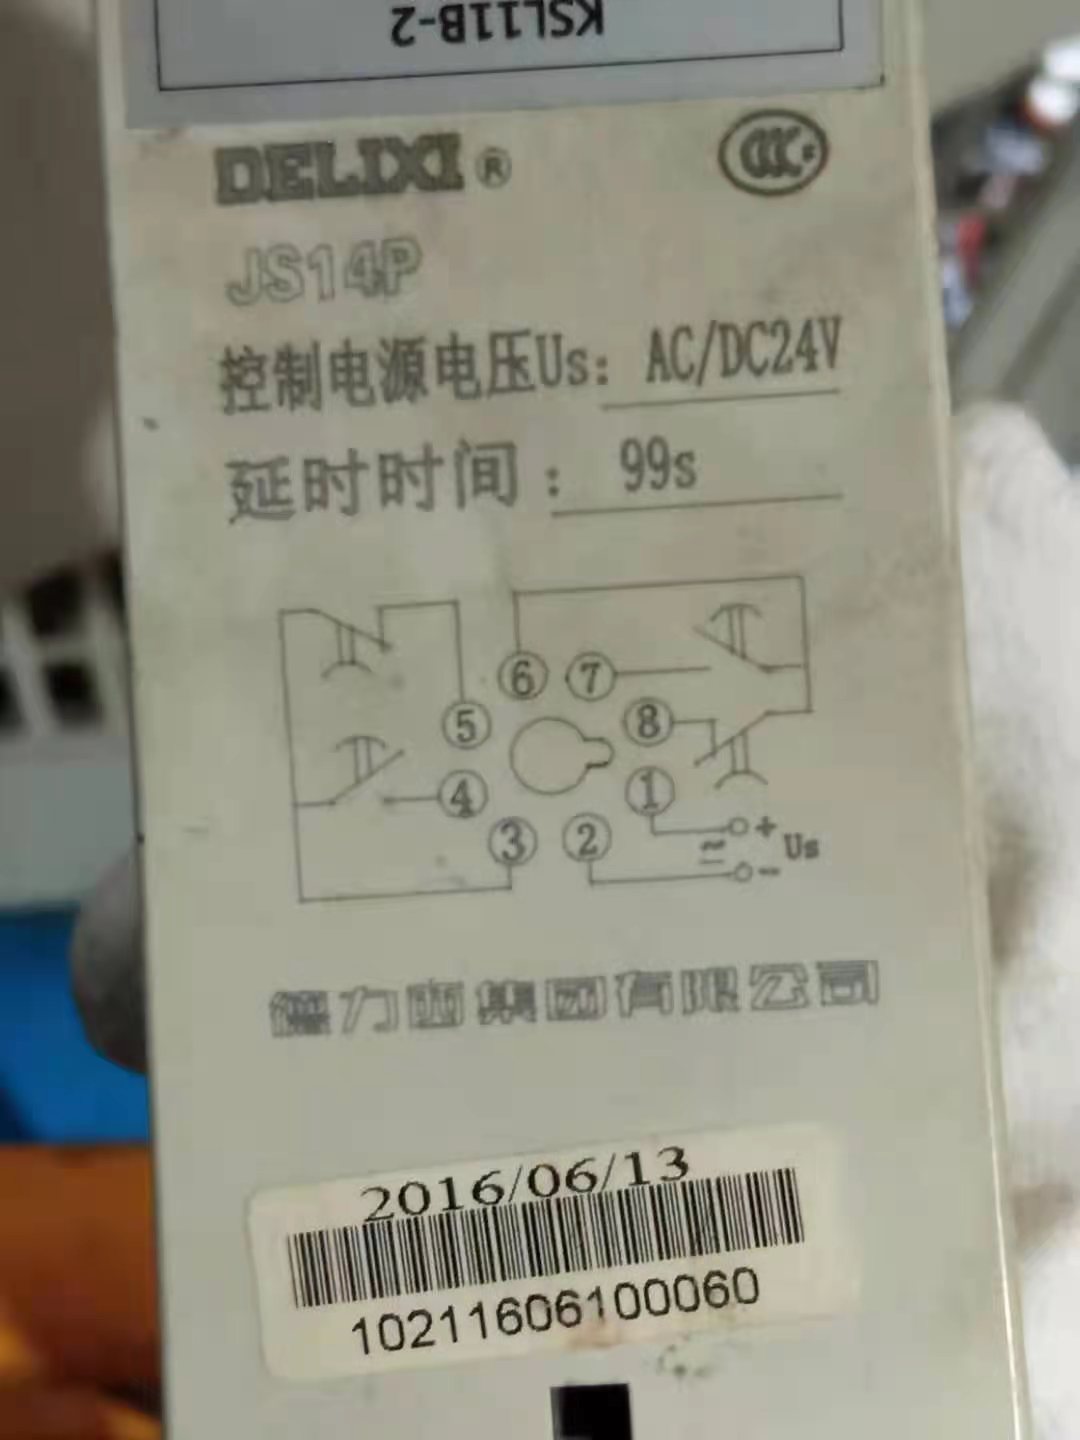 KSL11B-2
DELIXI ®
CCC
JS14P
控制电源电压Us: AC/DC24V
延时时间: 99s
⑥ ⑦
⑤ ⑧
④ ①
③ ② ≃ + - Us
德力西集团有限公司
2016/06/13
10211606100060